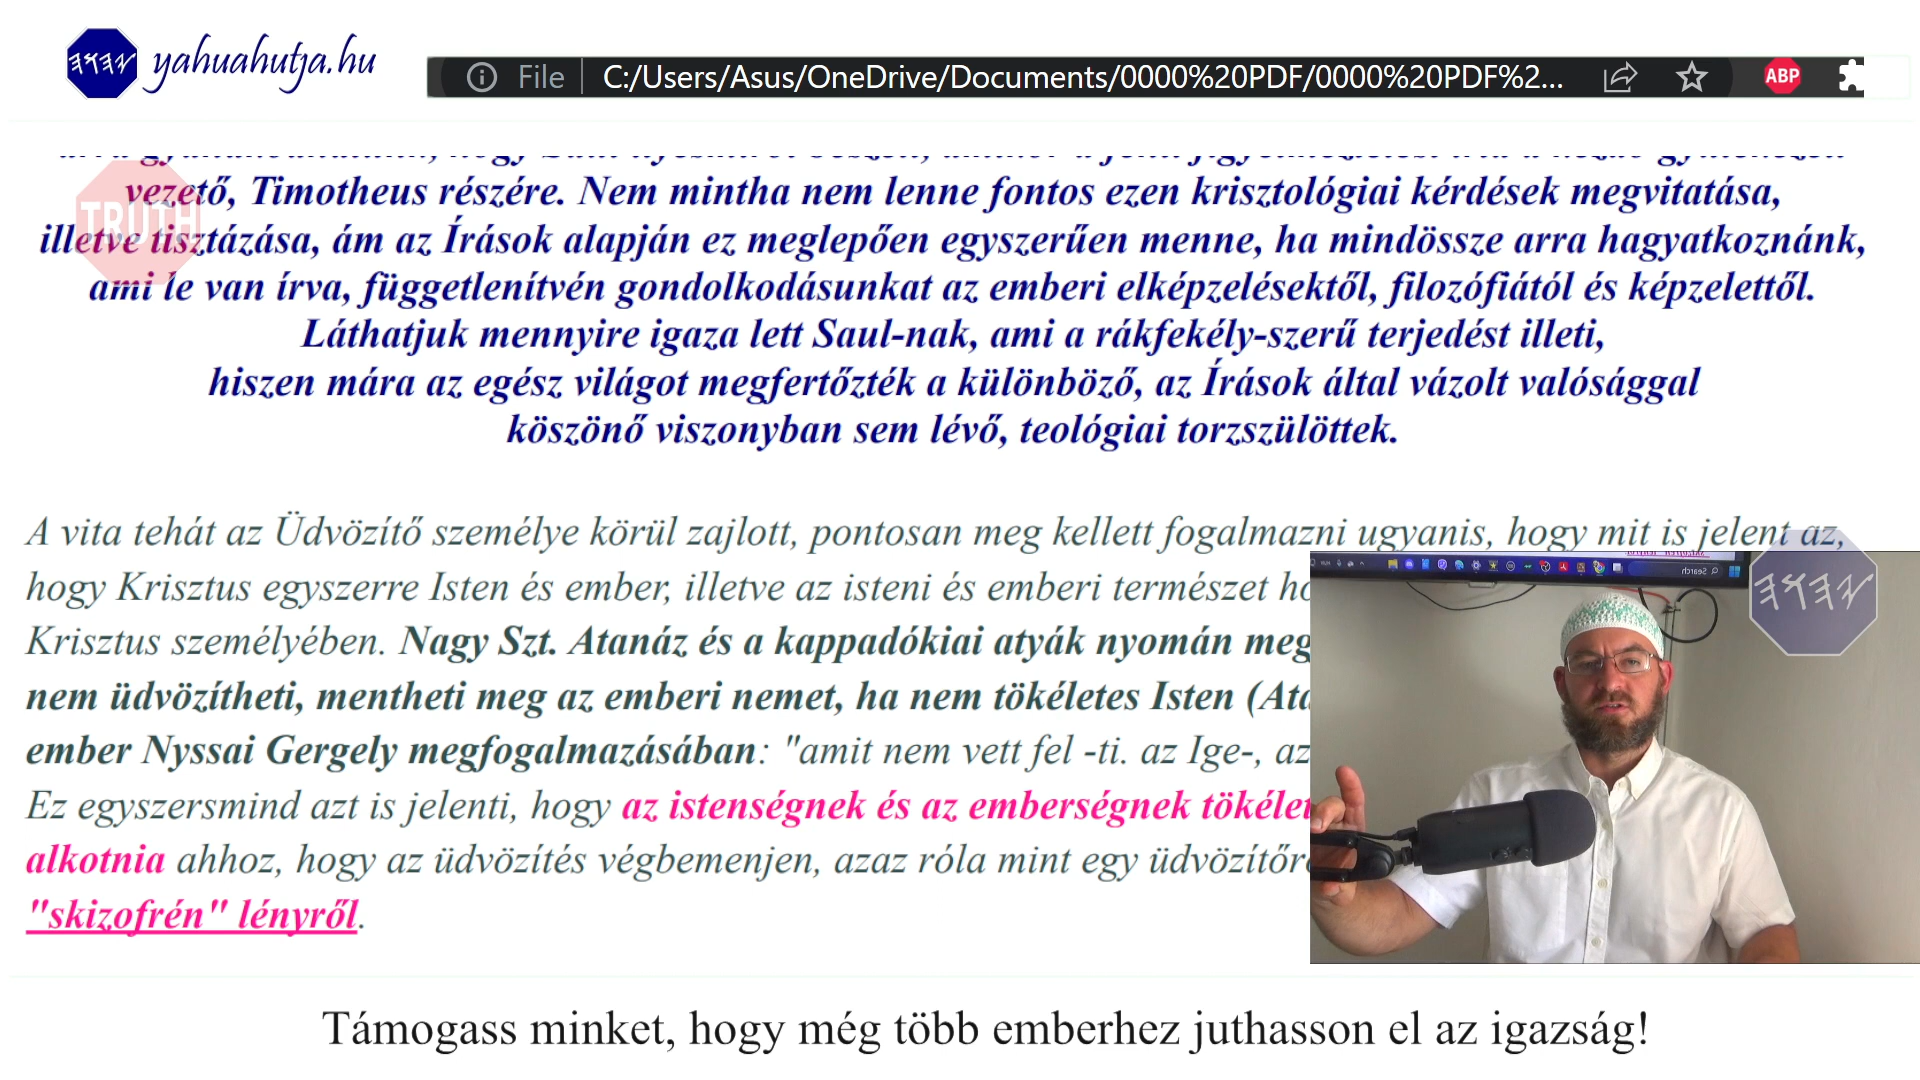 yahuahutja.hu
File C:/Users/Asus/OneDrive/Documents/0000%20PDF/0000%20PDF%2...
ABP
vezető, Timotheus részére. Nem mintha nem lenne fontos ezen krisztológiai kérdések megvitatása,
TRUTH
illetve tisztázása, ám az Írások alapján ez meglepően egyszerűen menne, ha mindössze arra hagyatkoznánk,
ami le van írva, függetlenítvén gondolkodásunkat az emberi elképzelésektől, filozófiától és képzelettől.
Láthatjuk mennyire igaza lett Saul-nak, ami a rákfekély-szerű terjedést illeti,
hiszen mára az egész világot megfertőzték a különböző, az Írások által vázolt valósággal
köszönő viszonyban sem lévő, teológiai torzszülöttek.
A vita tehát az Üdvözítő személye körül zajlott, pontosan meg kellett fogalmazni ugyanis, hogy mit is jelent az,
hogy Krisztus egyszerre Isten és ember, illetve az isteni és emberi természet ho
Krisztus személyében. Nagy Szt. Atanáz és a kappadókiai atyák nyomán meg
nem üdvözítheti, mentheti meg az emberi nemet, ha nem tökéletes Isten (Ata
ember Nyssai Gergely megfogalmazásában: "amit nem vett fel -ti. az Ige-, az
Ez egyszersmind azt is jelenti, hogy az istenségnek és az emberségnek tökélet
alkotnia ahhoz, hogy az üdvözítés végbemenjen, azaz róla mint egy üdvözítőr
"skizofrén" lényről.
Search
Támogass minket, hogy még több emberhez juthasson el az igazság!